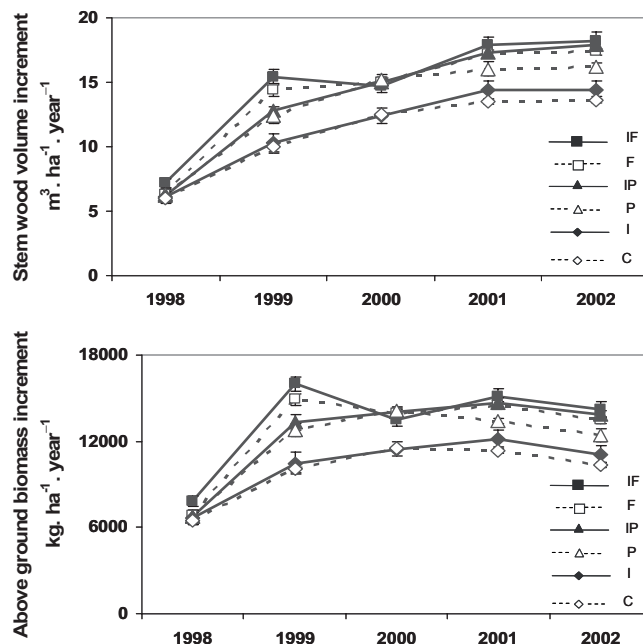 Stem wood volume increment
m³. ha⁻¹. year⁻¹
20
15
10
5
0
1998 1999 2000 2001 2002
IF
F
IP
P
I
C
Above ground biomass increment
kg. ha⁻¹. year⁻¹
18000
12000
6000
0
1998 1999 2000 2001 2002
IF
F
IP
P
I
C